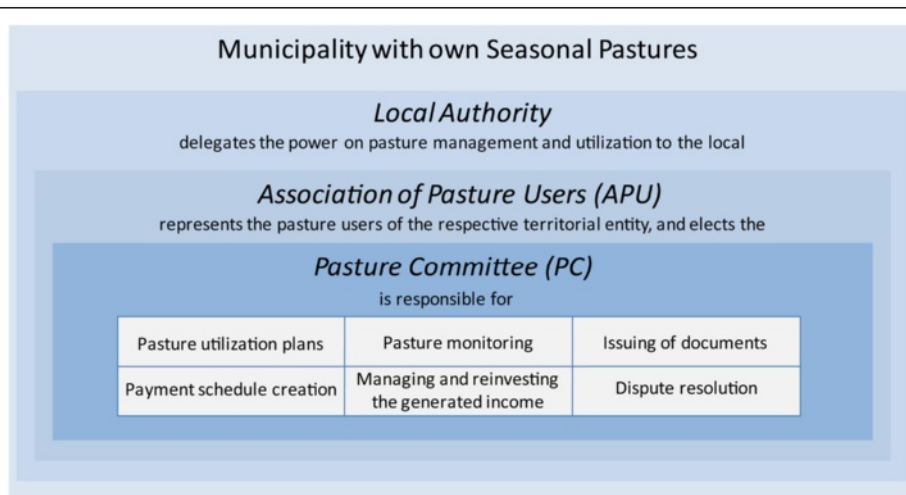 Municipality with own Seasonal Pastures
Local Authority
delegates the power on pasture management and utilization to the local
Association of Pasture Users (APU)
represents the pasture users of the respective territorial entity, and elects the
Pasture Committee (PC)
is responsible for
Pasture utilization plans
Pasture monitoring
Issuing of documents
Payment schedule creation
Managing and reinvesting
the generated income
Dispute resolution